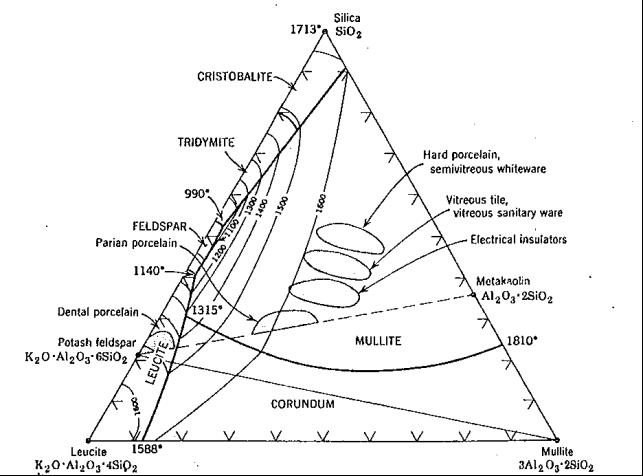 Silica
1713° SiO₂
CRISTOBALITE
TRIDYMITE
Hard porcelain,
semivitreous whiteware
990°
1300
1400
1500
1600
Vitreous tile,
vitreous sanitary ware
FELDSPAR
1100
1200
Parian porcelain
Electrical insulators
1140°
Metakaolin
Al₂O₃·2SiO₂
Dental porcelain
1315°
Potash feldspar
K₂O·Al₂O₃·6SiO₂
LEUCITE
MULLITE
1810°
CORUNDUM
1600
1588°
Leucite
K₂O·Al₂O₃·4SiO₂
Mullite
3Al₂O₃·2SiO₂